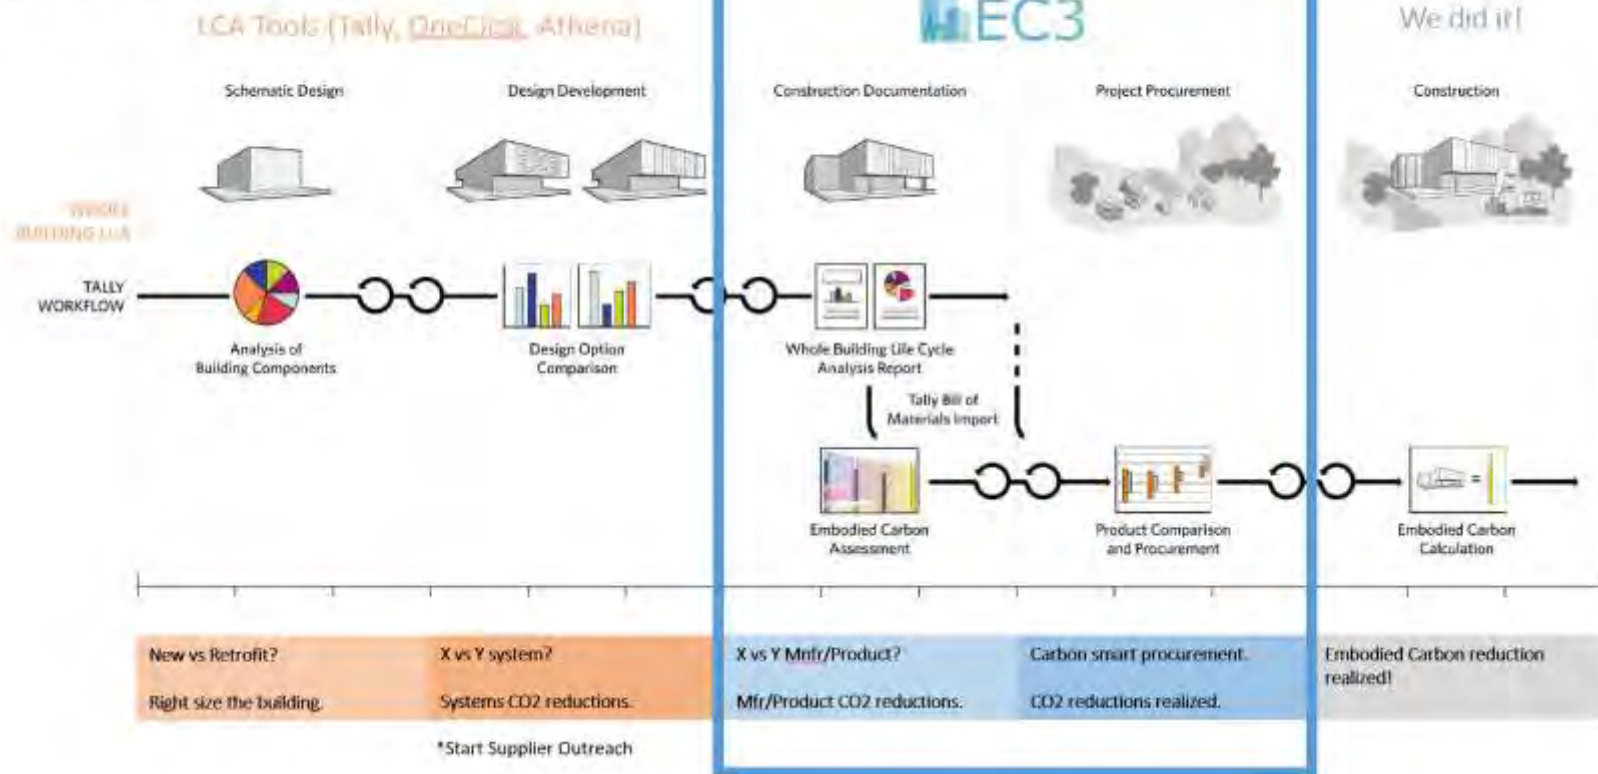 LCA Tools (Tally, OneClick, Athena)
EC3
We did it!
Schematic Design
Design Development
Construction Documentation
Project Procurement
Construction
WHOLE
BUILDING LCA
TALLY
WORKFLOW
Analysis of
Building Components
Design Option
Comparison
Whole Building Life Cycle
Analysis Report
Tally Bill of
Materials Import
=
Embodied Carbon
Assessment
Product Comparison
and Procurement
Embodied Carbon
Calculation
New vs Retrofit?
Right size the building.
X vs Y system?
Systems CO2 reductions.
X vs Y Mnfr/Product?
Mfr/Product CO2 reductions.
Carbon smart procurement.
CO2 reductions realized.
Embodied Carbon reduction
realized!
*Start Supplier Outreach